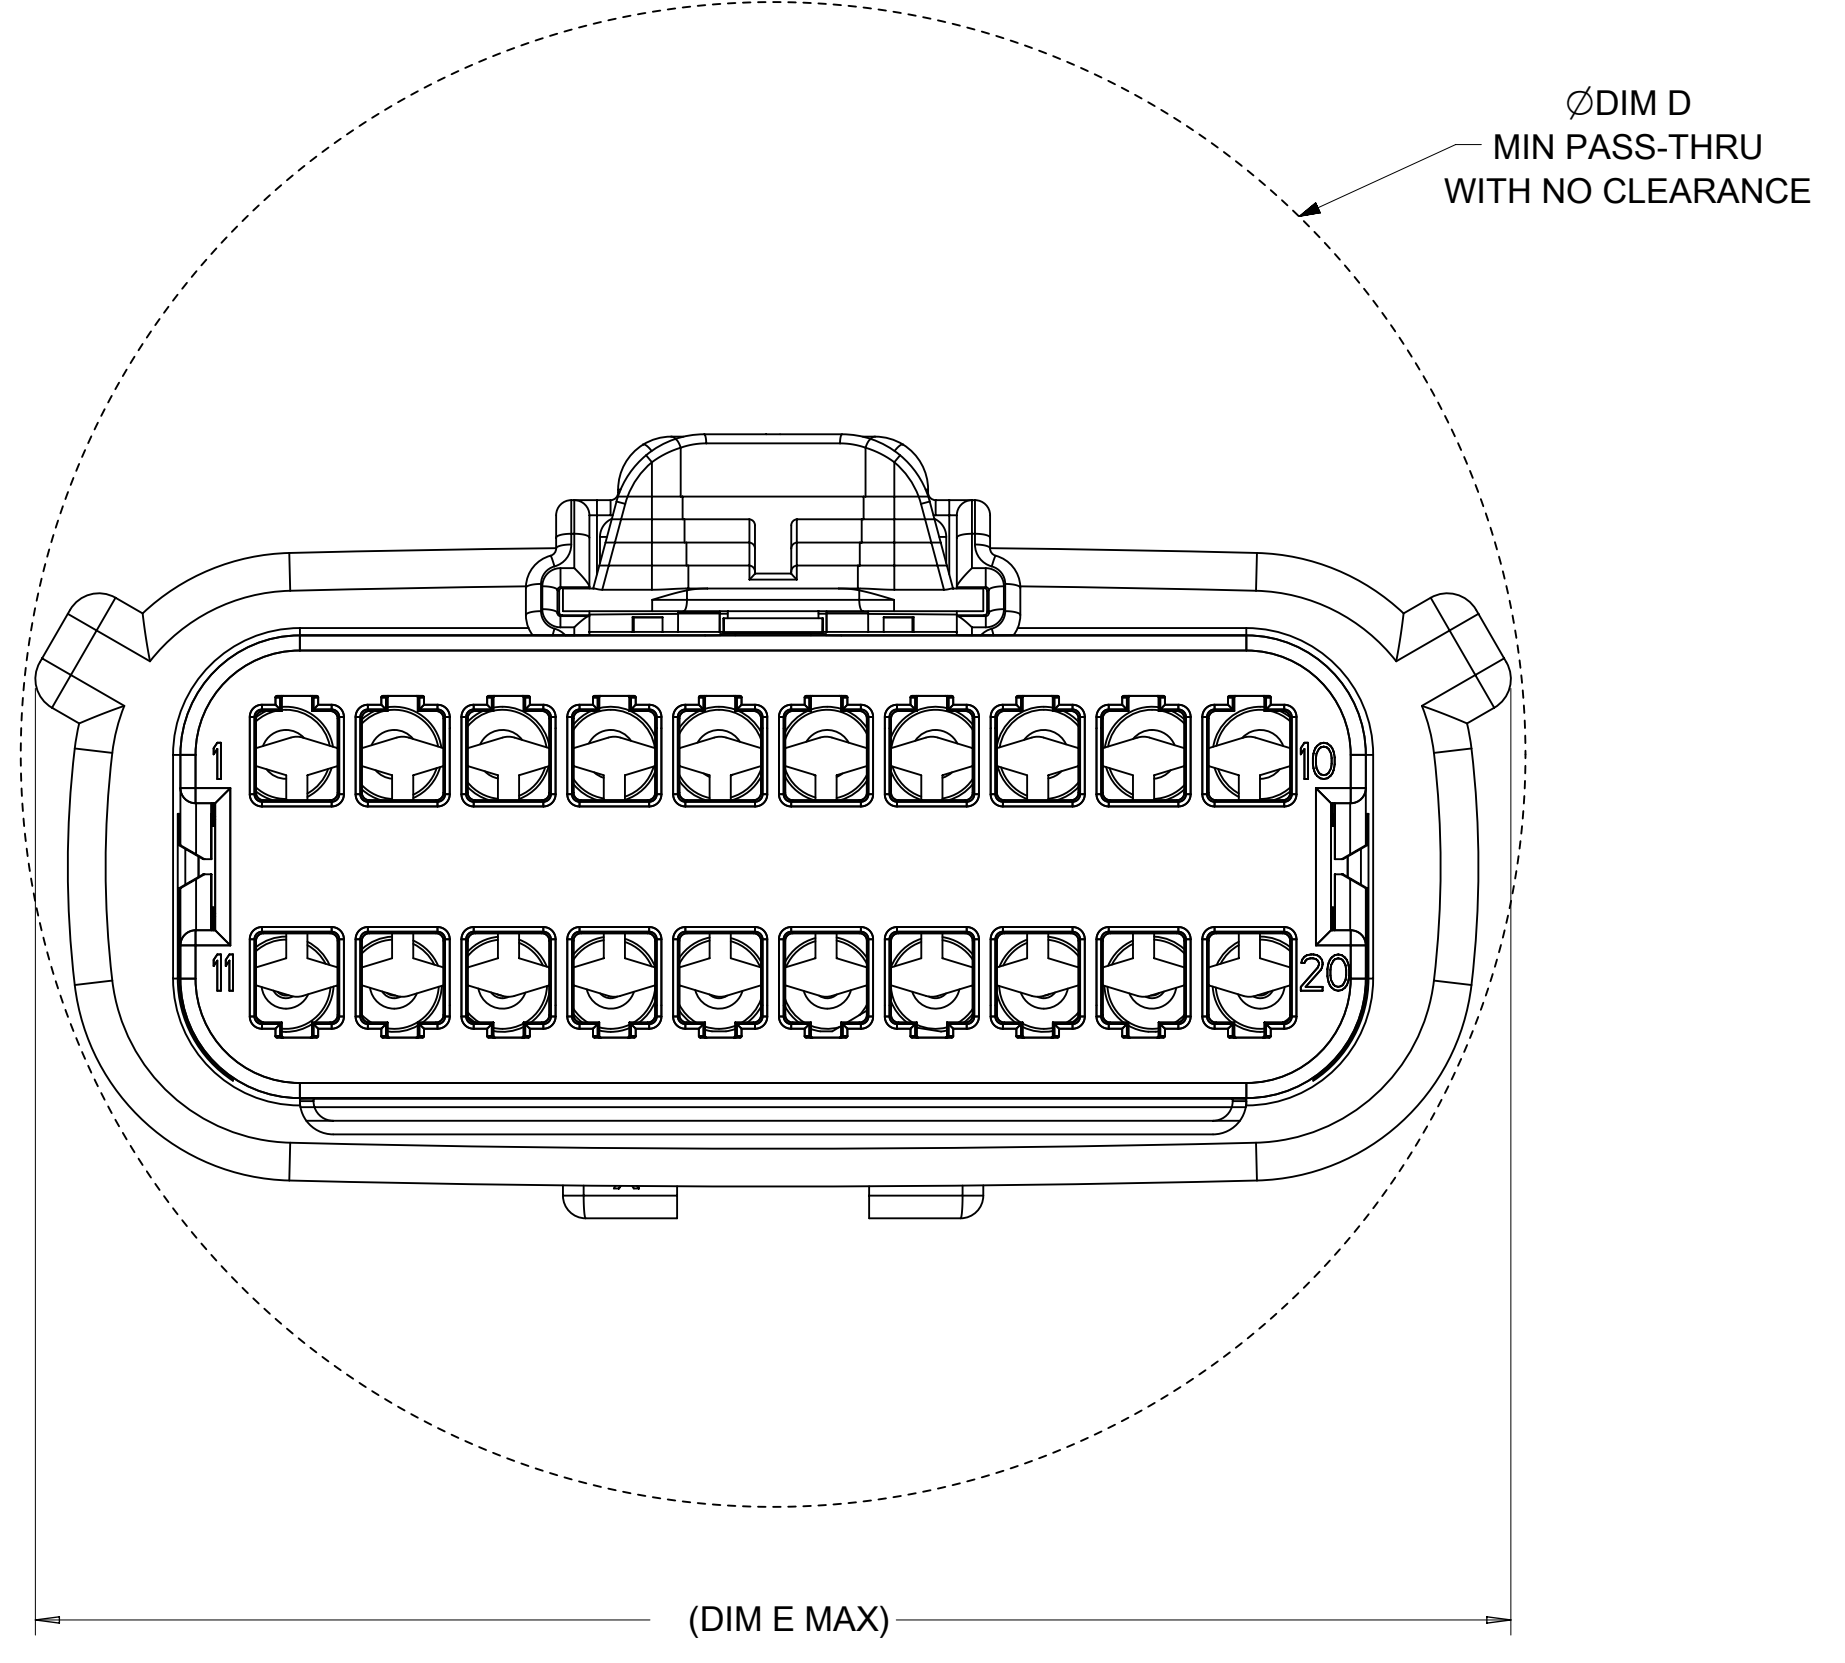 ∅DIM D
MIN PASS-THRU
WITH NO CLEARANCE
1
10
11
20
(DIM E MAX)